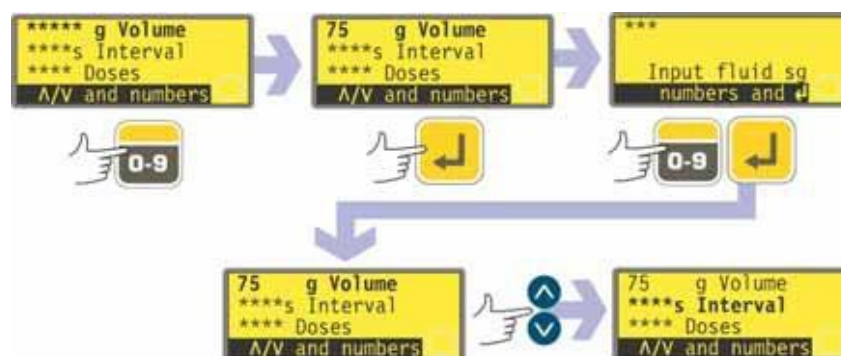 ***** g Volume
****s Interval
**** Doses
Λ/V and numbers
75 g Volume
****s Interval
**** Doses
Λ/V and numbers
***
Input fluid sg
numbers and ↲
0-9
↲
0-9
↲
75 g Volume
****s Interval
**** Doses
Λ/V and numbers
75 g Volume
****s Interval
**** Doses
Λ/V and numbers